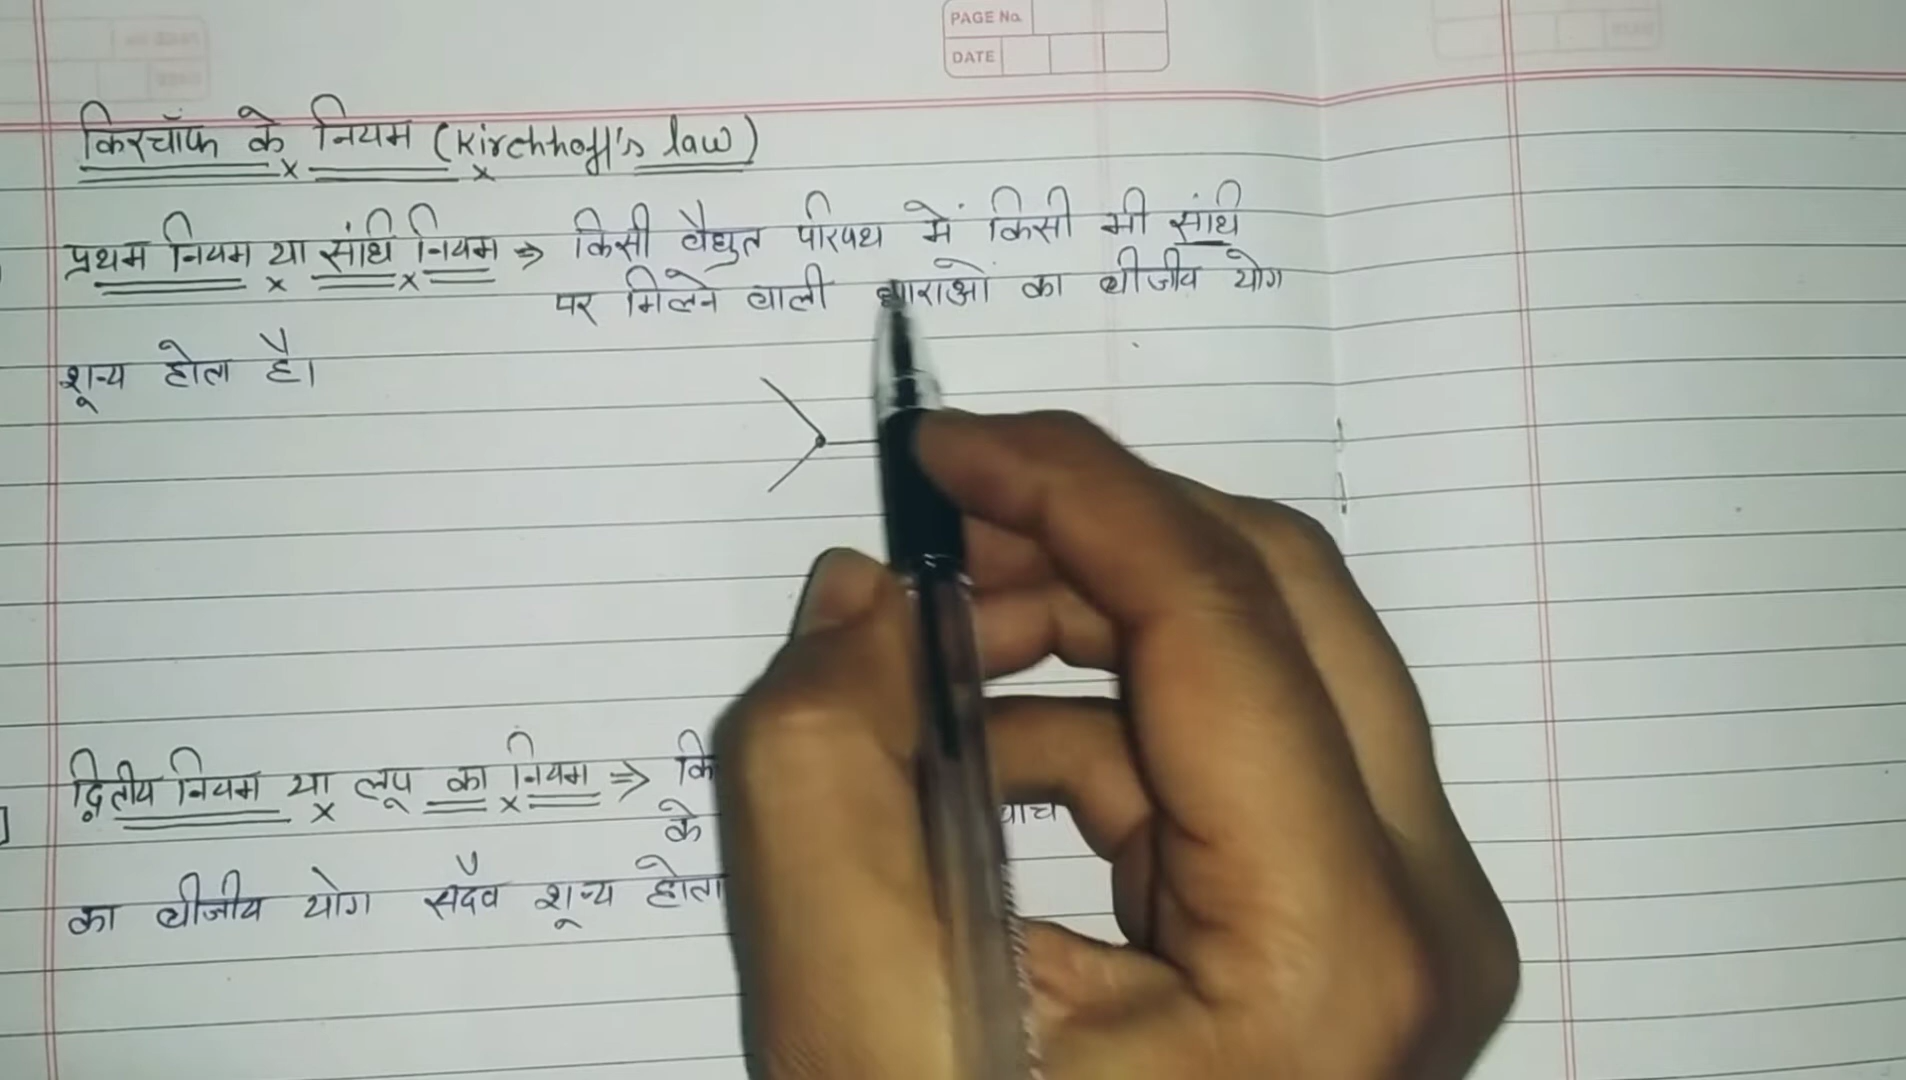 PAGE No.
DATE
किरचॉफ के नियम (Kirchhoff's law)
प्रथम नियम या संधि नियम ⇒ किसी वैद्युत परिपथ में किसी भी संधि
पर मिलने वाली धाराओं का बीजीय योग
शून्य होता है।
द्वितीय नियम या लूप का नियम ⇒ कि
के
का बीजीय योग सदैव शून्य होता